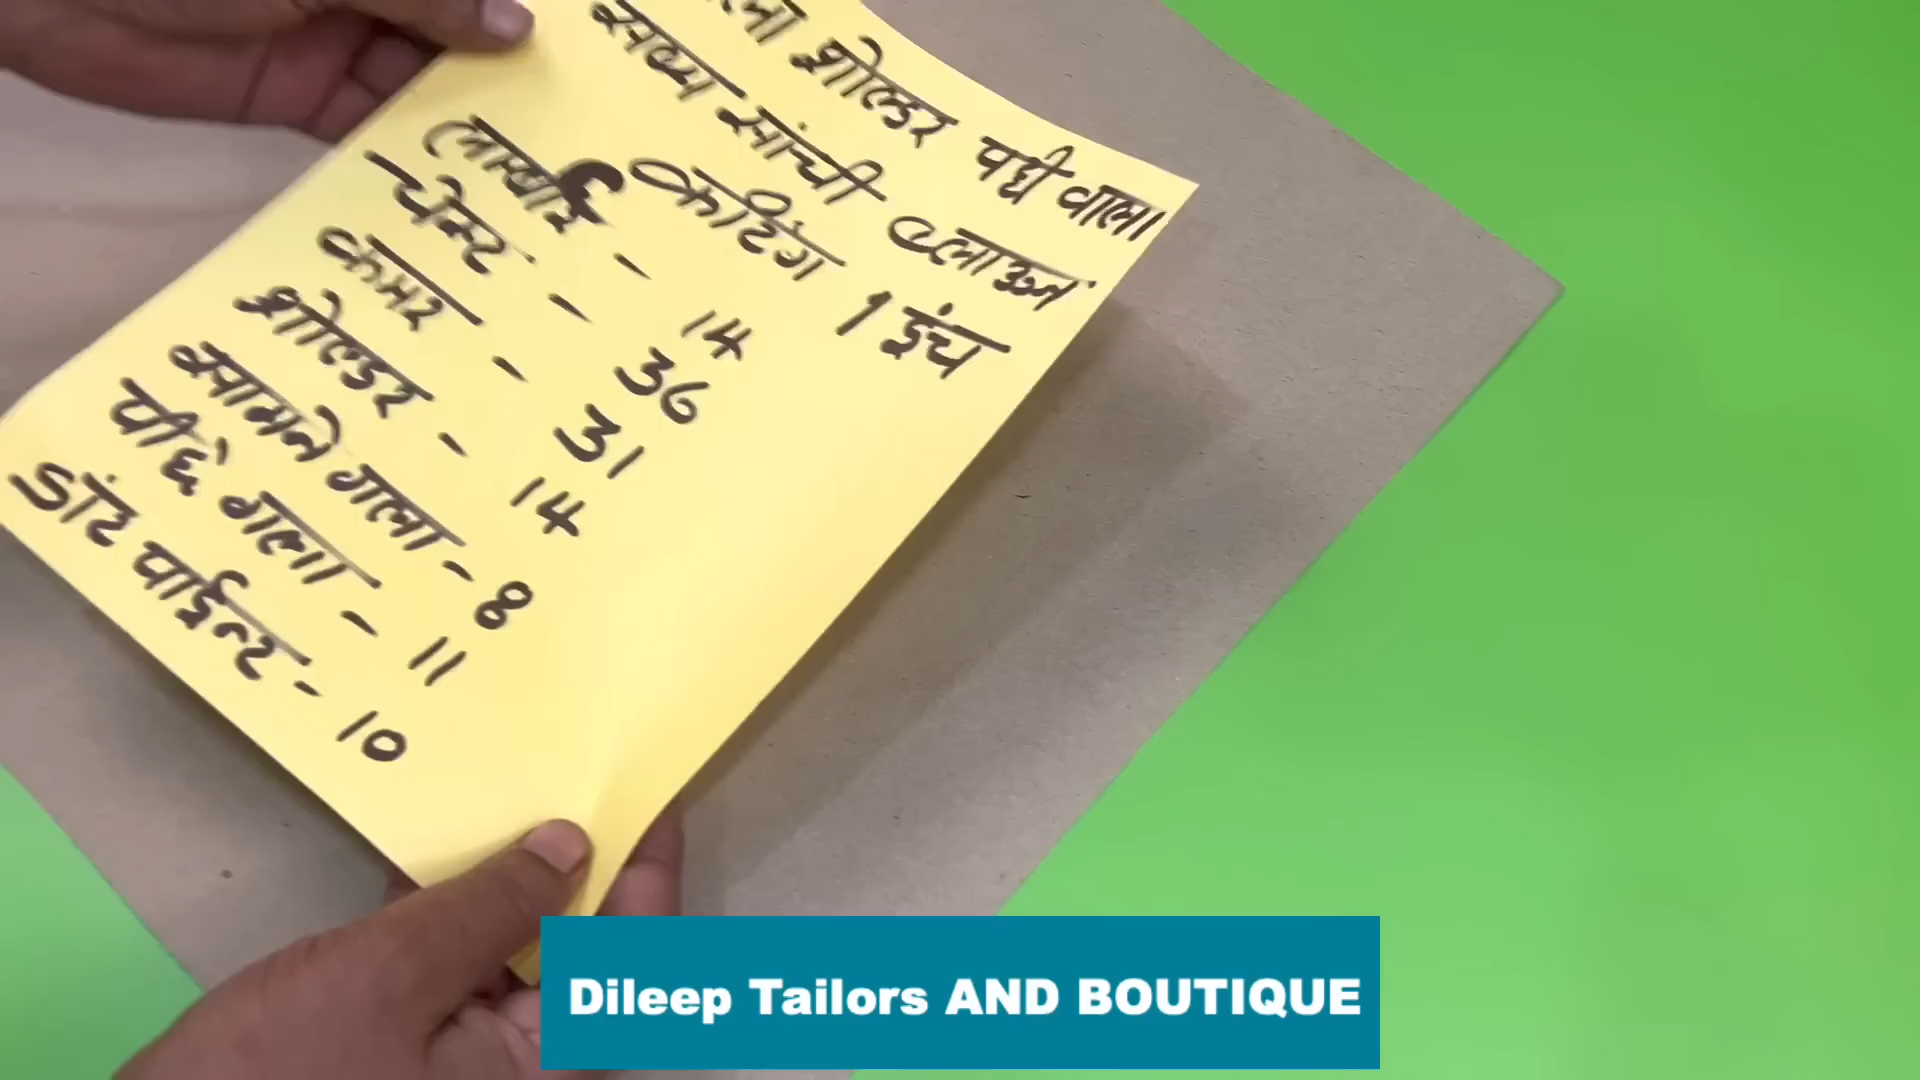 शोल्डर पट्टी वाला
सांची ब्लाऊज
कटिंग 1 इंच
लम्बाई - 14
चेस्ट - 36
कमर - 31
शोल्डर - 14
सामने गला - 8
पीछे गला - 11
डॉट पाईन्ट - 10
Dileep Tailors AND BOUTIQUE